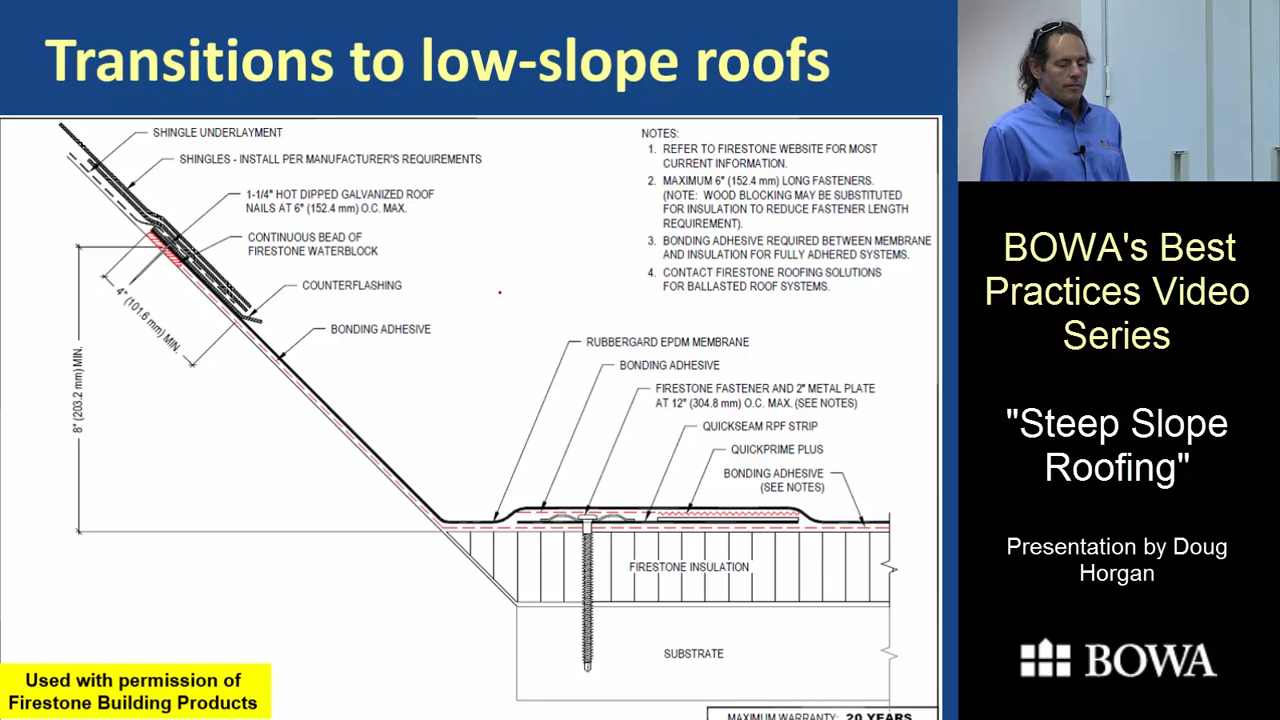 Transitions to low-slope roofs
SHINGLE UNDERLAYMENT
SHINGLES - INSTALL PER MANUFACTURER'S REQUIREMENTS
1-1/4" HOT DIPPED GALVANIZED ROOF
NAILS AT 6" (152.4 mm) O.C. MAX.
CONTINUOUS BEAD OF
FIRESTONE WATERBLOCK
COUNTERFLASHING
BONDING ADHESIVE
4" (101.6 mm) MIN.
8" (203.2 mm) MIN.
NOTES:
1. REFER TO FIRESTONE WEBSITE FOR MOST
CURRENT INFORMATION.
2. MAXIMUM 6" (152.4 mm) LONG FASTENERS.
(NOTE: WOOD BLOCKING MAY BE SUBSTITUTED
FOR INSULATION TO REDUCE FASTENER LENGTH
REQUIREMENT).
3. BONDING ADHESIVE REQUIRED BETWEEN MEMBRANE
AND INSULATION FOR FULLY ADHERED SYSTEMS.
4. CONTACT FIRESTONE ROOFING SOLUTIONS
FOR BALLASTED ROOF SYSTEMS.
RUBBERGARD EPDM MEMBRANE
BONDING ADHESIVE
FIRESTONE FASTENER AND 2" METAL PLATE
AT 12" (304.8 mm) O.C. MAX. (SEE NOTES)
QUICKSEAM RPF STRIP
QUICKPRIME PLUS
BONDING ADHESIVE
(SEE NOTES)
FIRESTONE INSULATION
SUBSTRATE
MAXIMUM WARRANTY: 20 YEARS
Used with permission of
Firestone Building Products
BOWA's Best
Practices Video
Series
"Steep Slope
Roofing"
Presentation by Doug
Horgan
BOWA